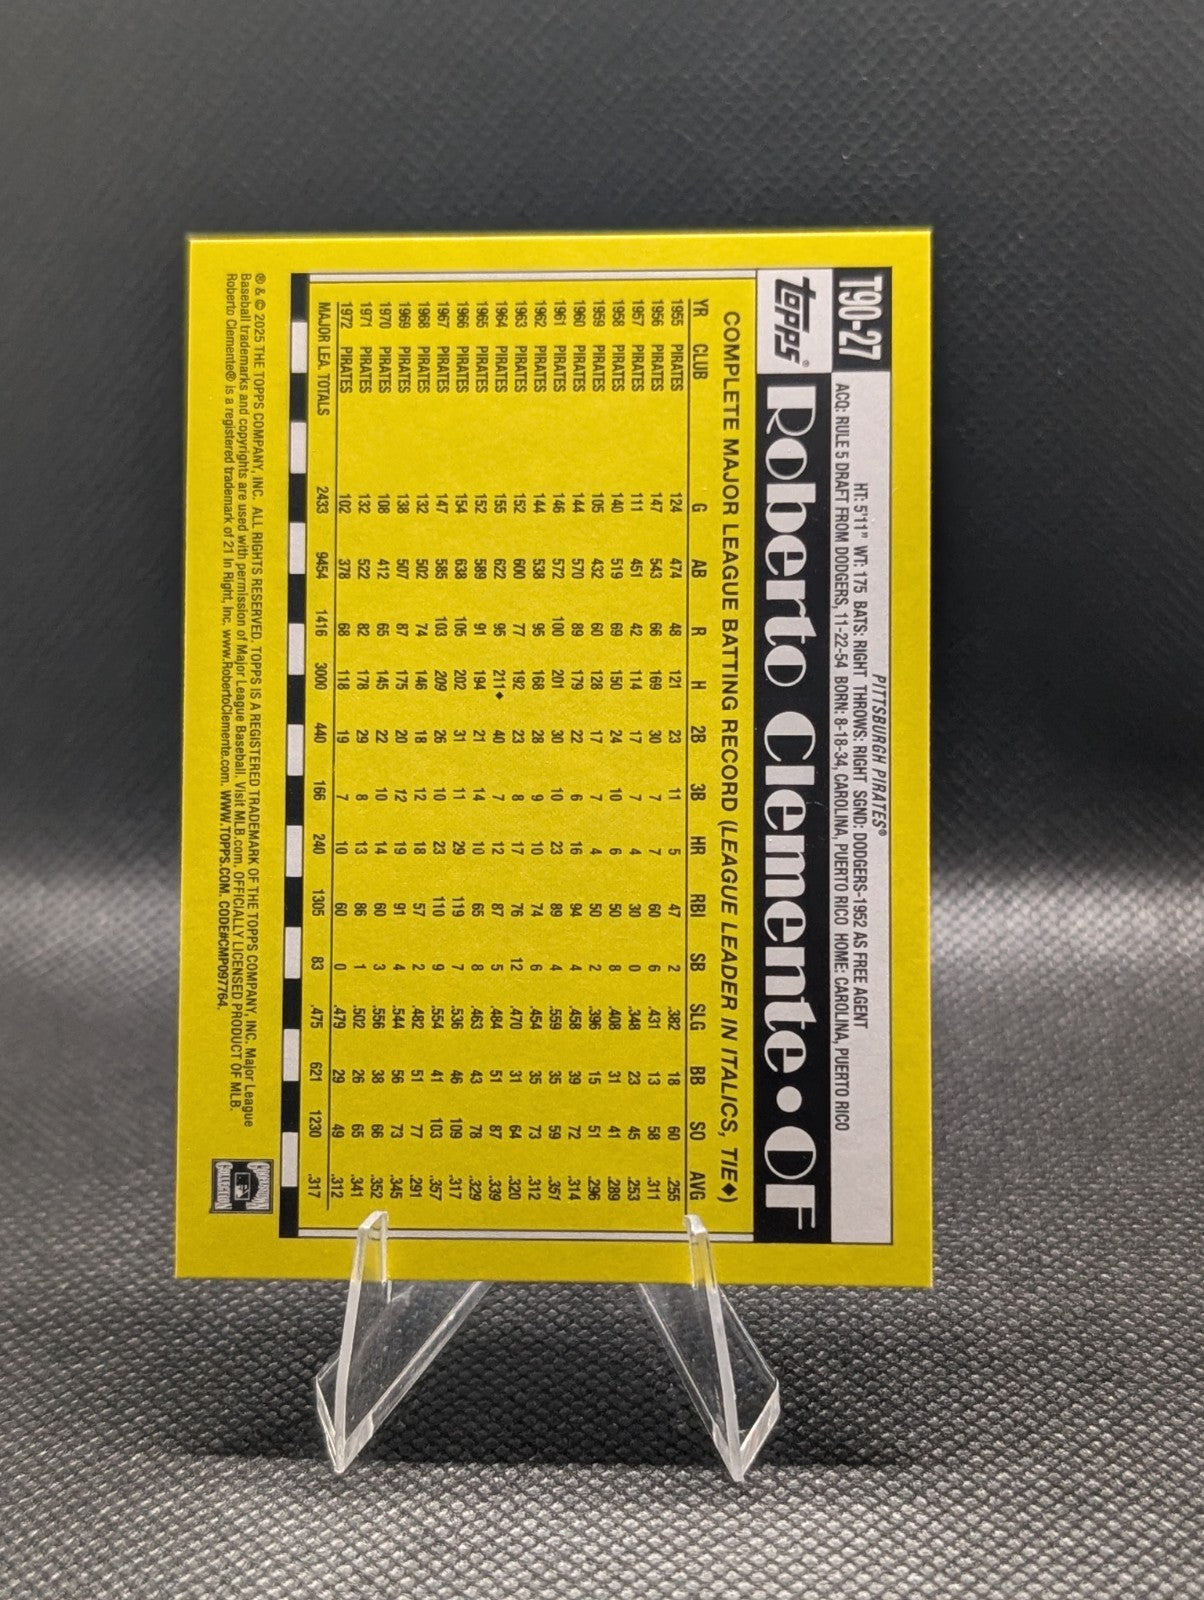 T90-27
PITTSBURGH PIRATES®
HT: 5'11" WT: 175 BATS: RIGHT THROWS: RIGHT SGND: DODGERS-1952 AS FREE AGENT
ACQ: RULE 5 DRAFT FROM DODGERS, 11-22-54 BORN: 8-18-34, CAROLINA, PUERTO RICO HOME: CAROLINA, PUERTO RICO
topps® Roberto Clemente • OF
COMPLETE MAJOR LEAGUE BATTING RECORD (LEAGUE LEADER IN ITALICS, TIE♦)
YR CLUB G AB R H 2B 3B HR RBI SB SLG BB SO AVG
1955 PIRATES 124 474 48 121 23 11 5 47 2 .382 18 60 .255
1956 PIRATES 147 543 66 169 30 7 7 60 6 .431 13 58 .311
1957 PIRATES 111 451 42 114 17 7 4 30 0 .348 23 45 .253
1958 PIRATES 140 519 69 150 24 10 6 50 8 .408 31 41 .289
1959 PIRATES 105 432 60 128 17 7 4 50 2 .396 15 51 .296
1960 PIRATES 144 570 89 179 22 6 16 94 4 .458 39 72 .314
1961 PIRATES 146 572 100 201 30 10 23 89 4 .559 35 59 .351
1962 PIRATES 144 538 95 168 28 9 10 74 6 .454 35 73 .312
1963 PIRATES 152 600 77 192 23 8 17 76 12 .470 31 64 .320
1964 PIRATES 155 622 95 211♦ 40 7 12 87 5 .484 51 87 .339
1965 PIRATES 152 589 91 194 21 14 10 65 8 .463 43 78 .329
1966 PIRATES 154 638 105 202 31 11 29 119 7 .536 46 109 .317
1967 PIRATES 147 585 103 209 26 10 23 110 9 .554 41 103 .357
1968 PIRATES 132 502 74 146 18 12 18 57 2 .482 51 77 .291
1969 PIRATES 138 507 87 175 20 12 19 91 4 .544 56 73 .345
1970 PIRATES 108 412 65 145 22 10 14 60 3 .556 38 66 .352
1971 PIRATES 132 522 82 178 29 8 13 86 1 .502 26 65 .341
1972 PIRATES 102 378 68 118 19 7 10 60 0 .479 29 49 .312
MAJOR LEA. TOTALS 2433 9454 1416 3000 440 166 240 1305 83 .475 621 1230 .317
® & © 2025 THE TOPPS COMPANY, INC. ALL RIGHTS RESERVED. TOPPS IS A REGISTERED TRADEMARK OF THE TOPPS COMPANY, INC. Major League
Baseball trademarks and copyrights are used with permission of Major League Baseball. Visit MLB.com. OFFICIALLY LICENSED PRODUCT OF MLB.
Roberto Clemente® is a registered trademark of 21 In Right, Inc. www.RobertoClemente.com. WWW.TOPPS.COM. CODE#CMP097764.
COOPERSTOWN
COLLECTION